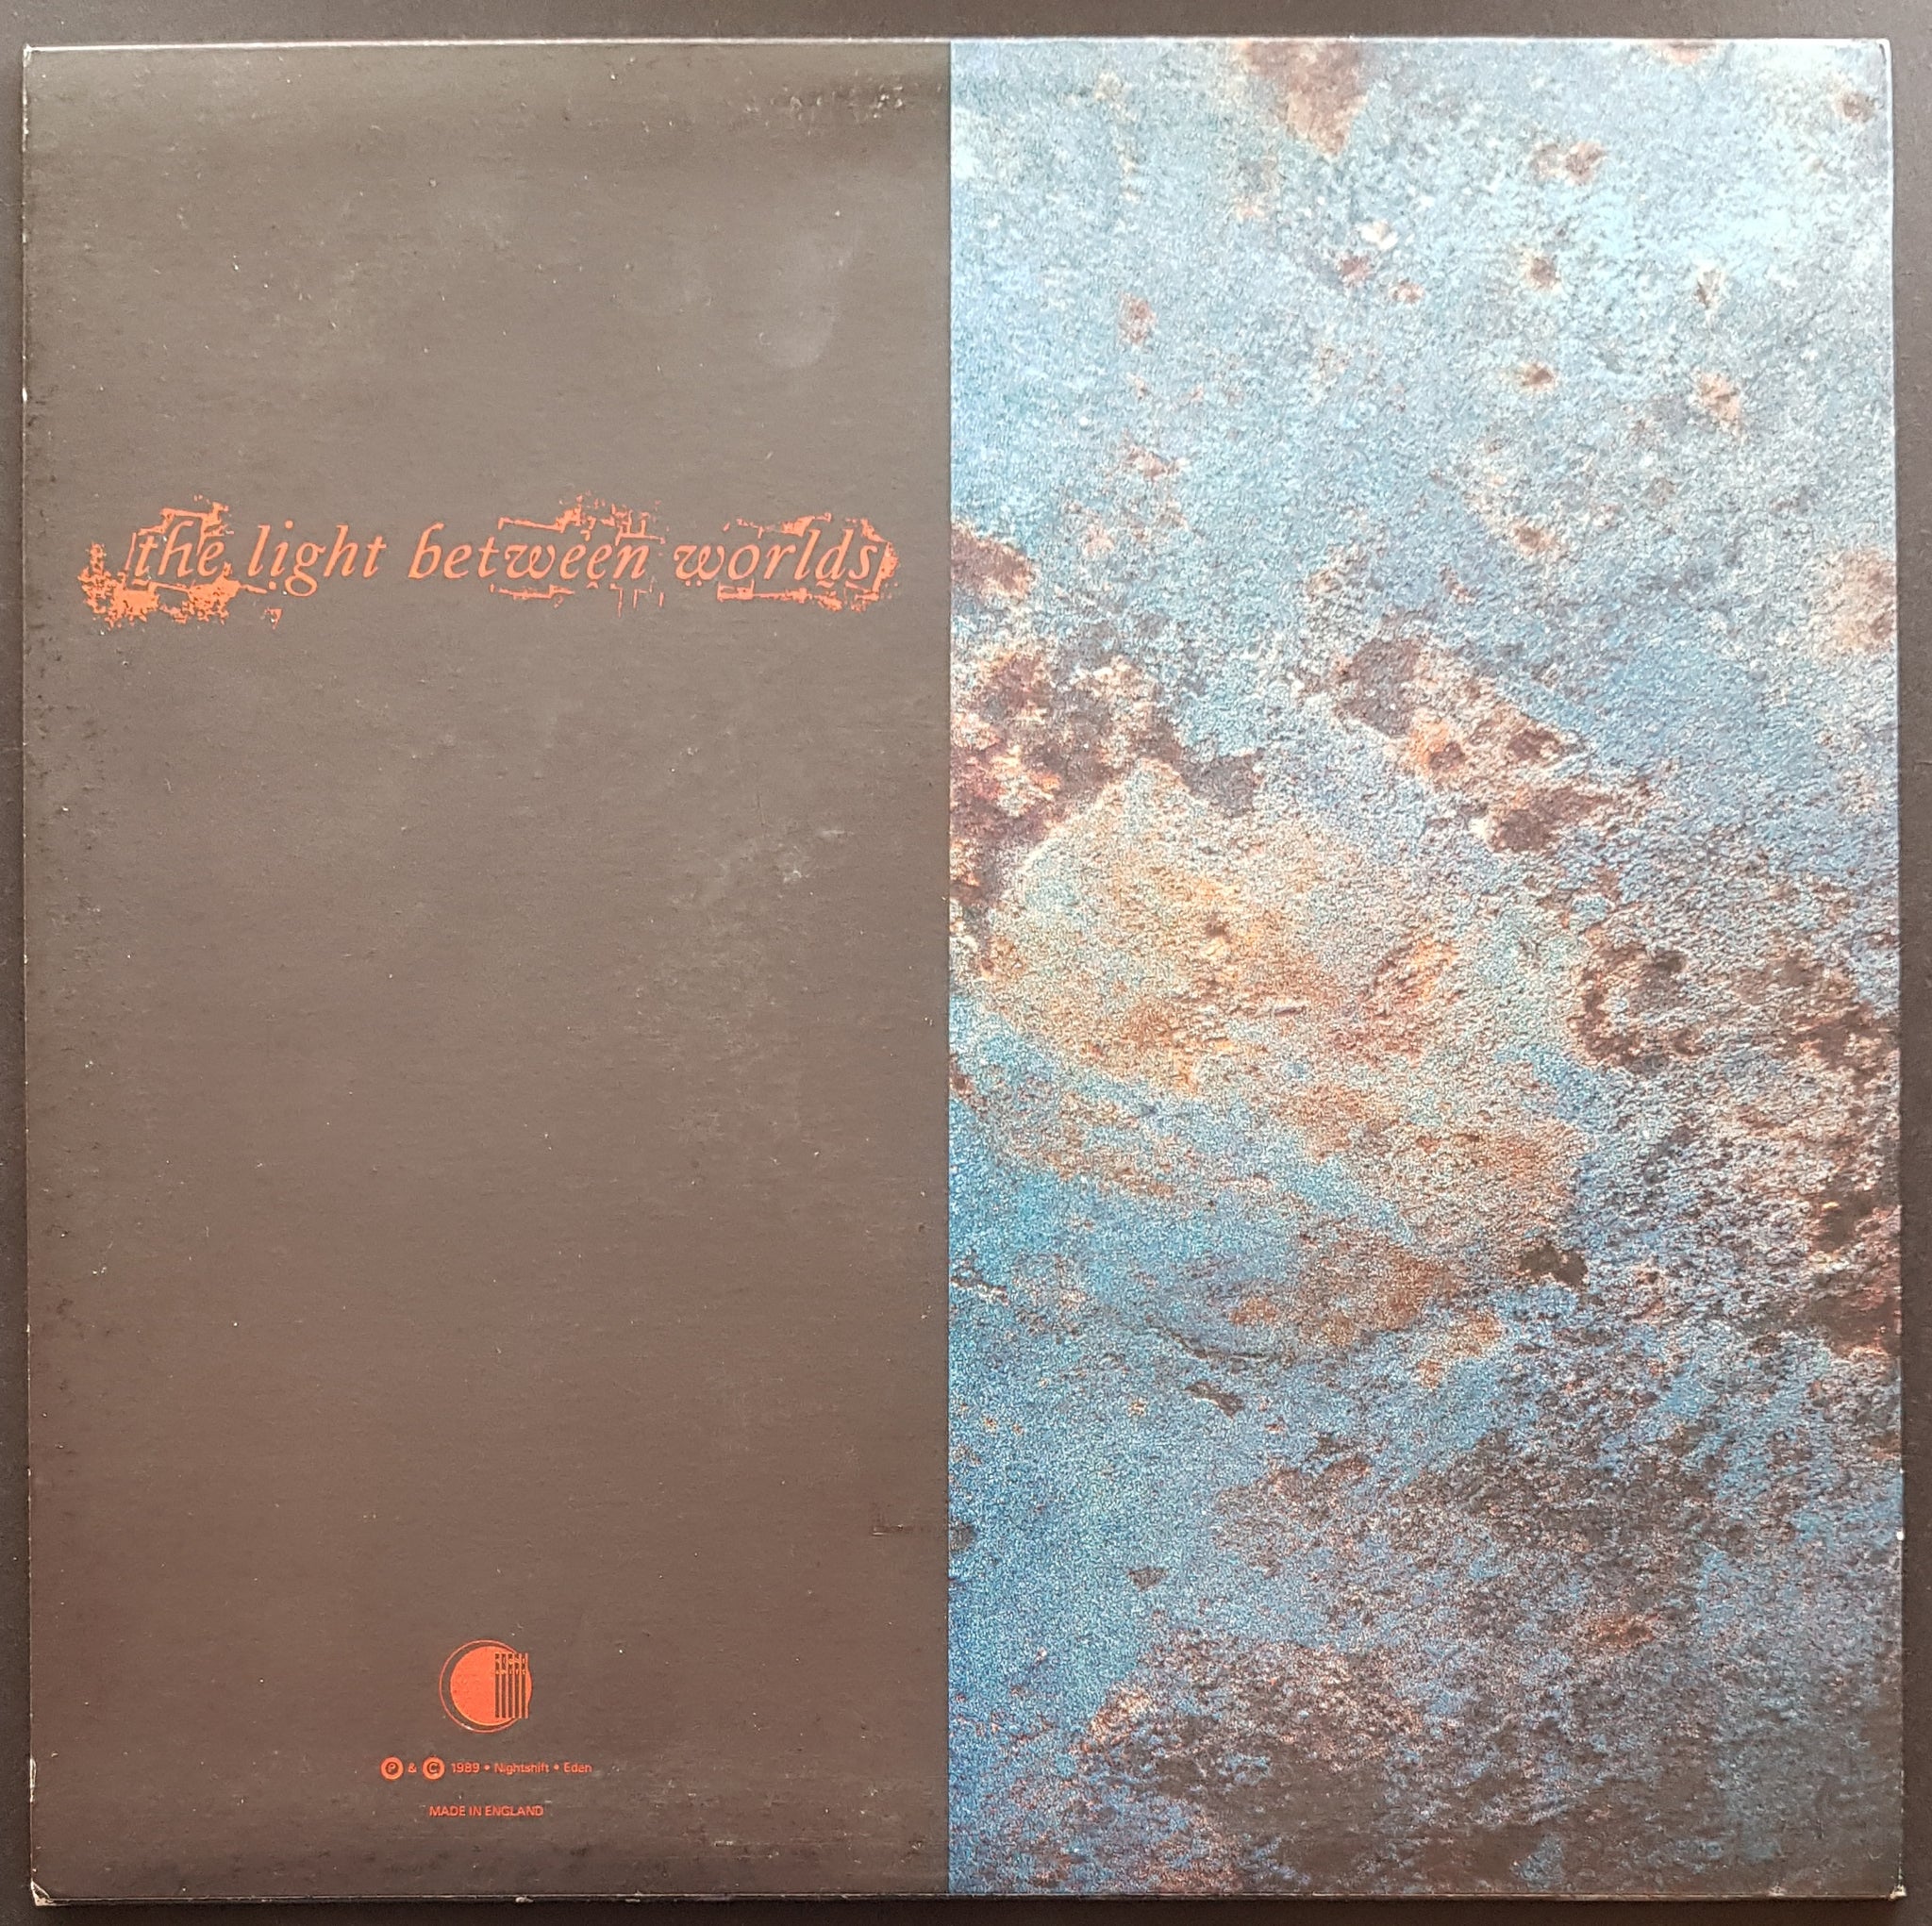 the light between worlds
℗ & © 1989 • Nightshift • Eden
MADE IN ENGLAND